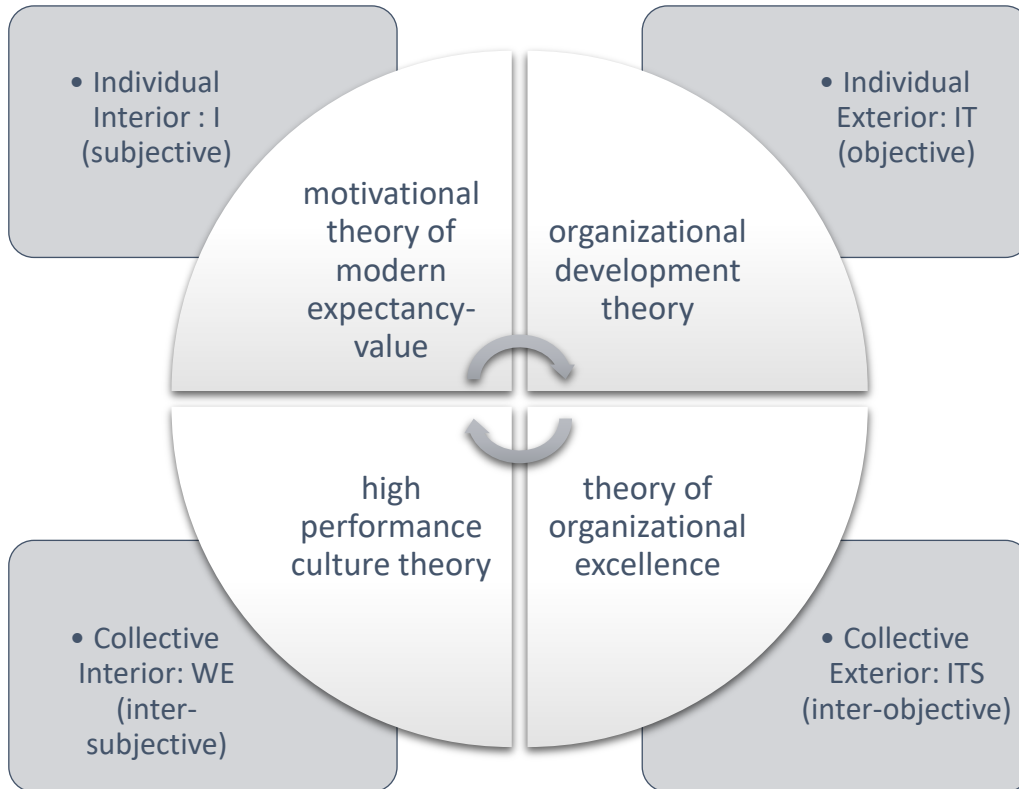 • Individual
Interior : I
(subjective)
• Individual
Exterior: IT
(objective)
motivational
theory of
modern
expectancy-
value
organizational
development
theory
high
performance
culture theory
theory of
organizational
excellence
• Collective
Interior: WE
(inter-
subjective)
• Collective
Exterior: ITS
(inter-objective)